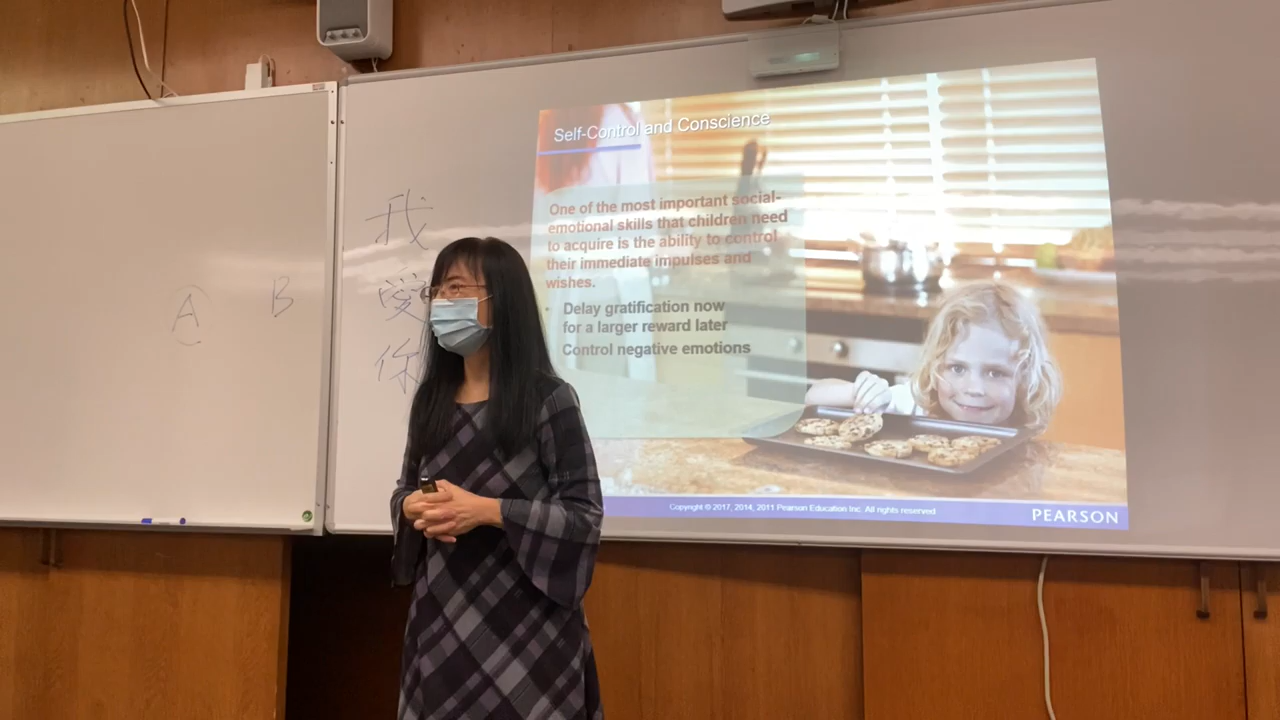 A B
我爱你
Self-Control and Conscience
One of the most important social-
emotional skills that children need
to acquire is the ability to control
their immediate impulses and
wishes.
Delay gratification now
for a larger reward later
Control negative emotions
Copyright © 2017, 2014, 2011 Pearson Education Inc. All rights reserved
PEARSON